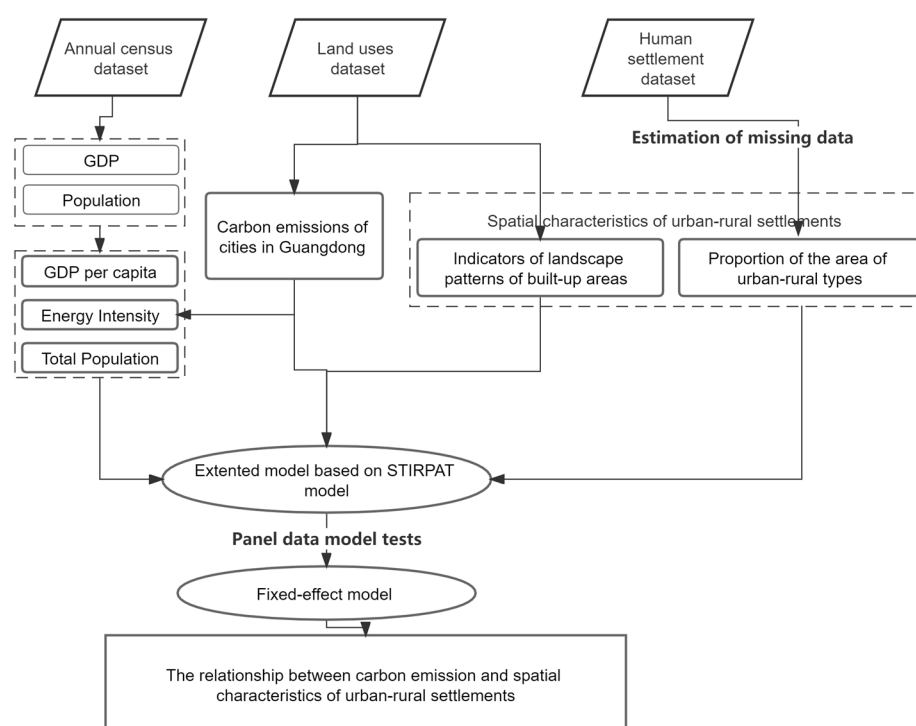 Annual census
dataset
Land uses
dataset
Human
settlement
dataset
Estimation of missing data
GDP
Population
Carbon emissions of
cities in Guangdong
Spatial characteristics of urban-rural settlements
Indicators of landscape
patterns of built-up areas
Proportion of the area of
urban-rural types
GDP per capita
Energy Intensity
Total Population
Extented model based on STIRPAT
model
Panel data model tests
Fixed-effect model
The relationship between carbon emission and spatial
characteristics of urban-rural settlements